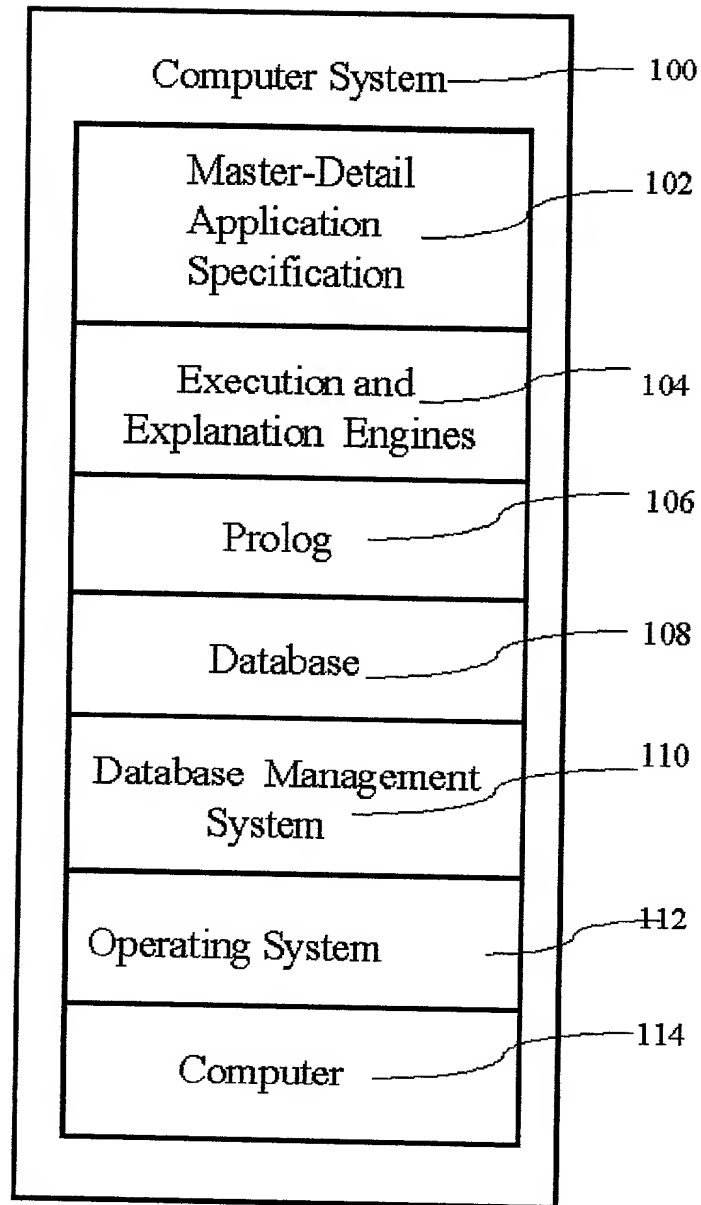 Computer System 100
Master-Detail
Application 102
Specification
Execution and 104
Explanation Engines
Prolog 106
Database 108
Database Management 110
System
Operating System 112
Computer 114